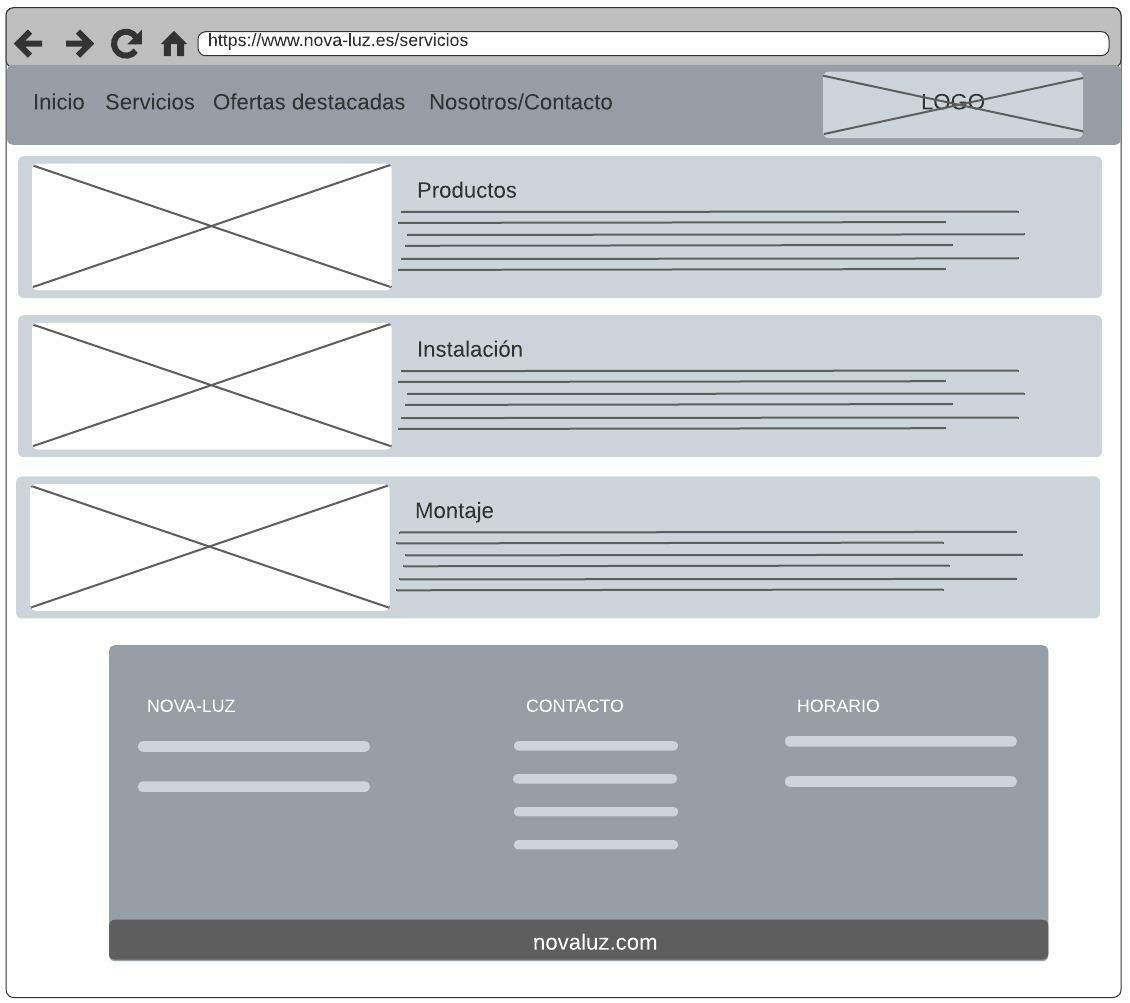 https://www.nova-luz.es/servicios
Inicio Servicios Ofertas destacadas Nosotros/Contacto LOGO
Productos
Instalación
Montaje
NOVA-LUZ CONTACTO HORARIO
novaluz.com